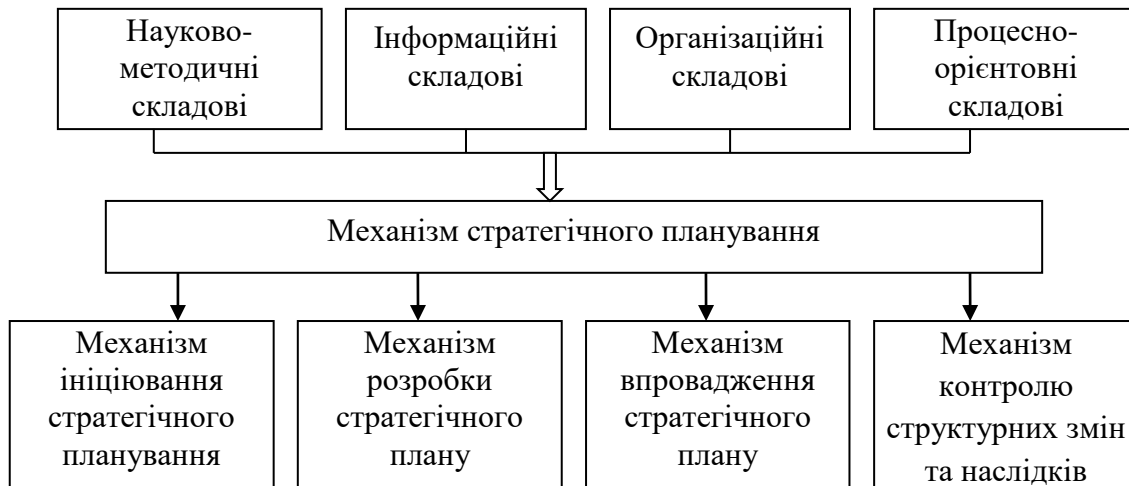 Науково-
методичні
складові
Інформаційні
складові
Організаційні
складові
Процесно-
орієнтовні
складові
Механізм стратегічного планування
Механізм
ініціювання
стратегічного
планування
Механізм
розробки
стратегічного
плану
Механізм
впровадження
стратегічного
плану
Механізм
контролю
структурних змін
та наслідків